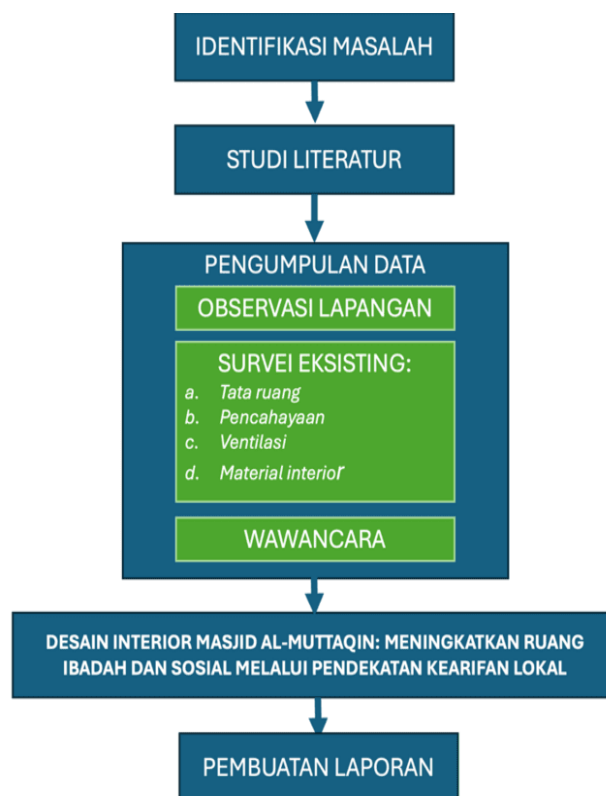 IDENTIFIKASI MASALAH
STUDI LITERATUR
PENGUMPULAN DATA
OBSERVASI LAPANGAN
SURVEI EKSISTING:
a. Tata ruang
b. Pencahayaan
c. Ventilasi
d. Material interior
WAWANCARA
DESAIN INTERIOR MASJID AL-MUTTAQIN: MENINGKATKAN RUANG
IBADAH DAN SOSIAL MELALUI PENDEKATAN KEARIFAN LOKAL
PEMBUATAN LAPORAN